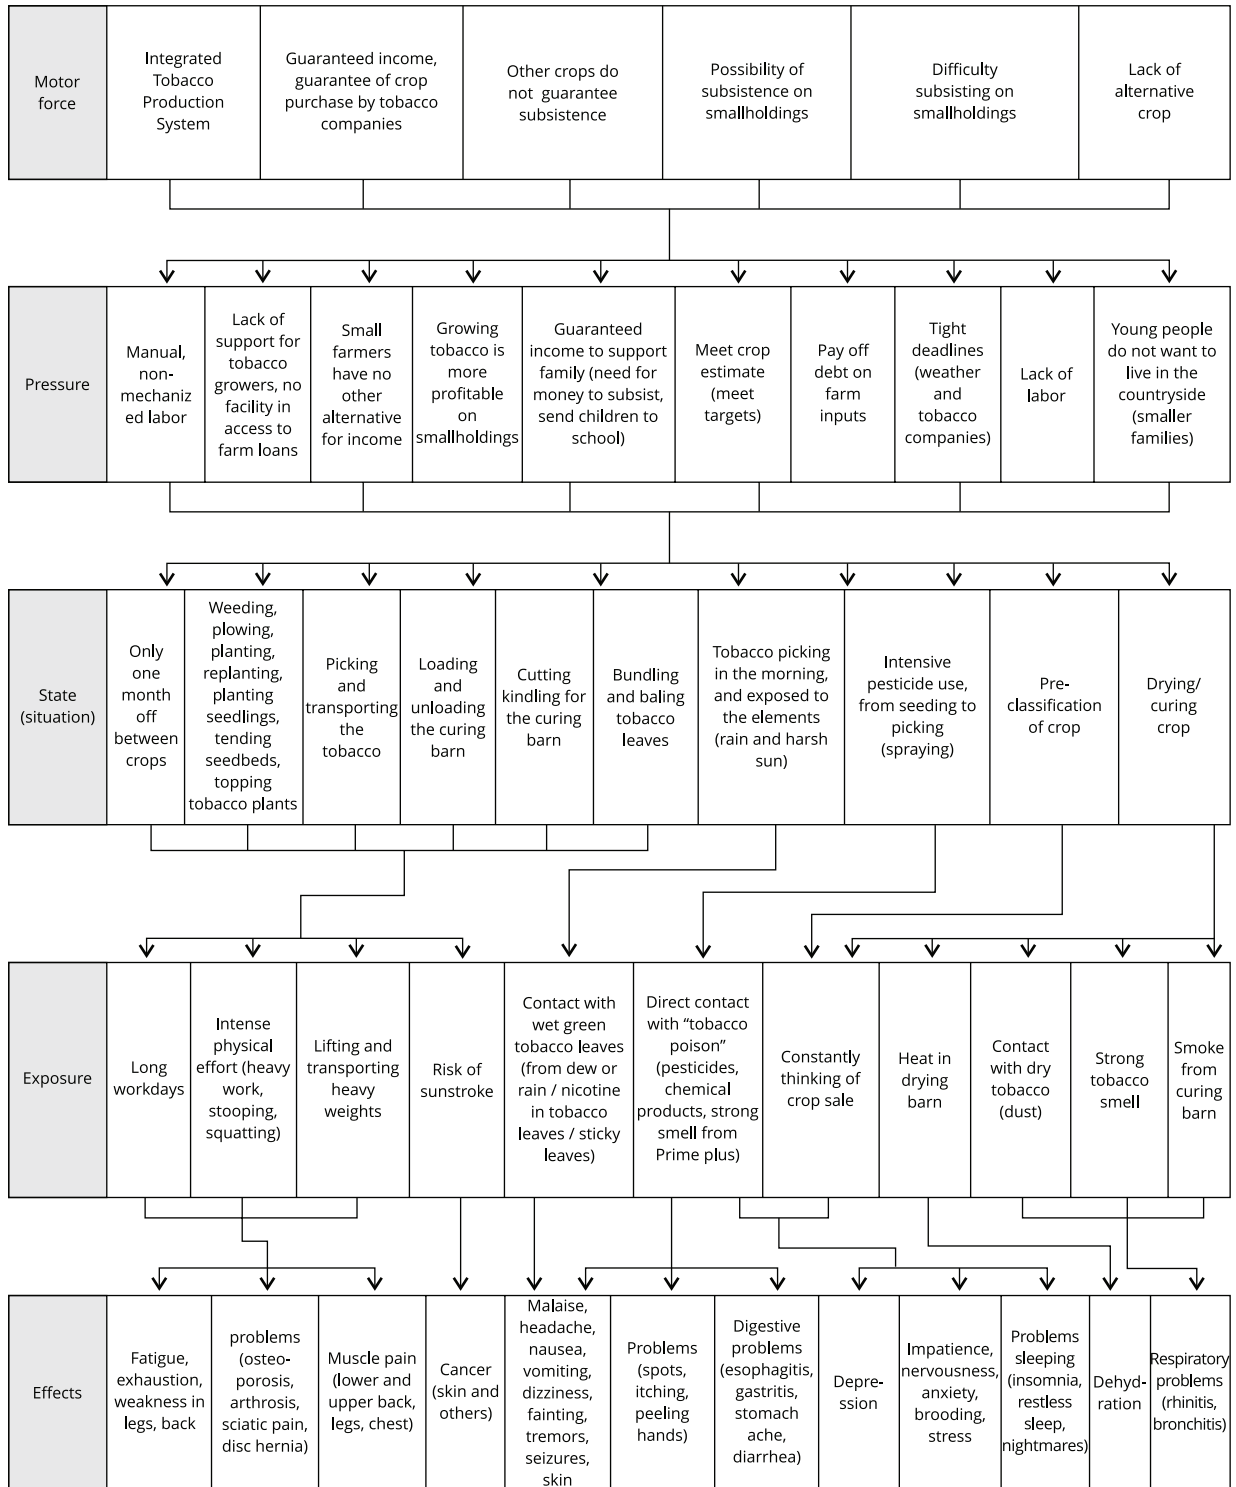 Motor
force
Integrated
Tobacco
Production
System
Guaranteed income,
guarantee of crop
purchase by tobacco
companies
Other crops do
not guarantee
subsistence
Possibility of
subsistence on
smallholdings
Difficulty
subsisting on
smallholdings
Lack of
alternative
crop
Pressure
Manual,
non-
mechaniz
ed labor
Lack of
support for
tobacco
growers, no
facility in
access to
farm loans
Small
farmers
have no
other
alternative
for income
Growing
tobacco is
more
profitable
on
smallholdings
Guaranteed
income to support
family (need for
money to subsist,
send children to
school)
Meet crop
estimate
(meet
targets)
Pay off
debt on
farm
inputs
Tight
deadlines
(weather
and
tobacco
companies)
Lack of
labor
Young people
do not want to
live in the
countryside
(smaller
families)
State
(situation)
Only
one
month
off
between
crops
Weeding,
plowing,
planting,
replanting,
planting
seedlings,
tending
seedbeds,
topping
tobacco plants
Picking
and
transporting
the
tobacco
Loading
and
unloading
the curing
barn
Cutting
kindling for
the curing
barn
Bundling
and baling
tobacco
leaves
Tobacco picking
in the morning,
and exposed to
the elements
(rain and harsh
sun)
Intensive
pesticide use,
from seeding to
picking
(spraying)
Pre-
classification
of crop
Drying/
curing
crop
Exposure
Long
workdays
Intense
physical
effort (heavy
work,
stooping,
squatting)
Lifting and
transporting
heavy
weights
Risk of
sunstroke
Contact with
wet green
tobacco leaves
(from dew or
rain / nicotine
in tobacco
leaves / sticky
leaves)
Direct contact
with “tobacco
poison”
(pesticides,
chemical
products, strong
smell from
Prime plus)
Constantly
thinking of
crop sale
Heat in
drying
barn
Contact
with dry
tobacco
(dust)
Strong
tobacco
smell
Smoke
from
curing
barn
Effects
Fatigue,
exhaustion,
weakness in
legs, back
problems
(osteo-
porosis,
arthrosis,
sciatic pain,
disc hernia)
Muscle pain
(lower and
upper back,
legs, chest)
Cancer
(skin and
others)
Malaise,
headache,
nausea,
vomiting,
dizziness,
fainting,
tremors,
seizures,
skin
Problems
(spots,
itching,
peeling
hands)
Digestive
problems
(esophagitis,
gastritis,
stomach
ache,
diarrhea)
Depre-
ssion
Impatience,
nervousness,
anxiety,
brooding,
stress
Problems
sleeping
(insomnia,
restless
sleep,
nightmares)
Dehyd-
ration
Respiratory
problems
(rhinitis,
bronchitis)